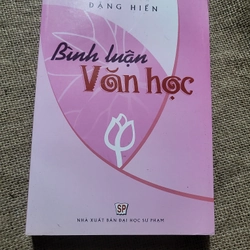 ĐẶNG HIỂN
Bình luận
Văn học
SP
NHÀ XUẤT BẢN ĐẠI HỌC SƯ PHẠM